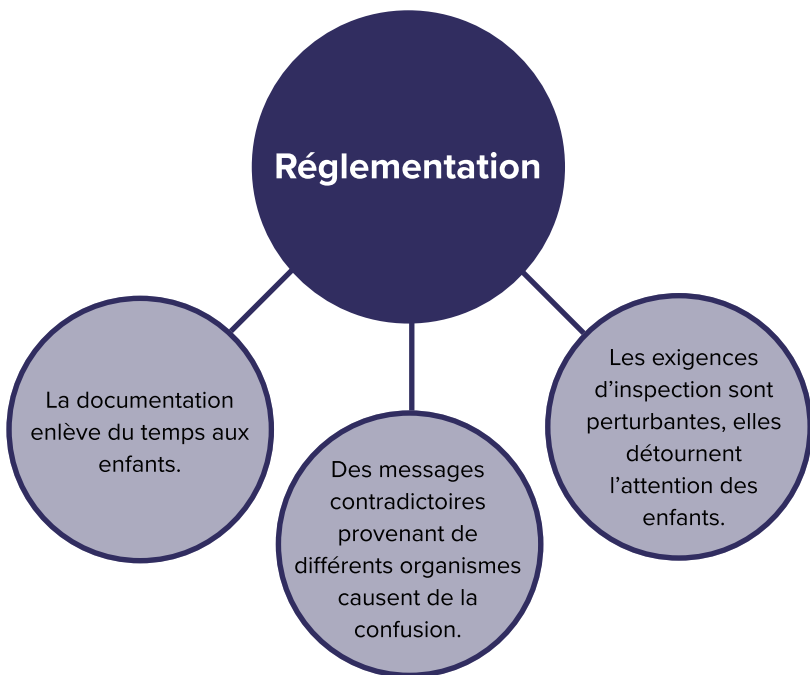 Réglementation
La documentation
enlève du temps aux
enfants.
Des messages
contradictoires
provenant de
différents organismes
causent de la
confusion.
Les exigences
d’inspection sont
perturbantes, elles
détournent
l’attention des
enfants.